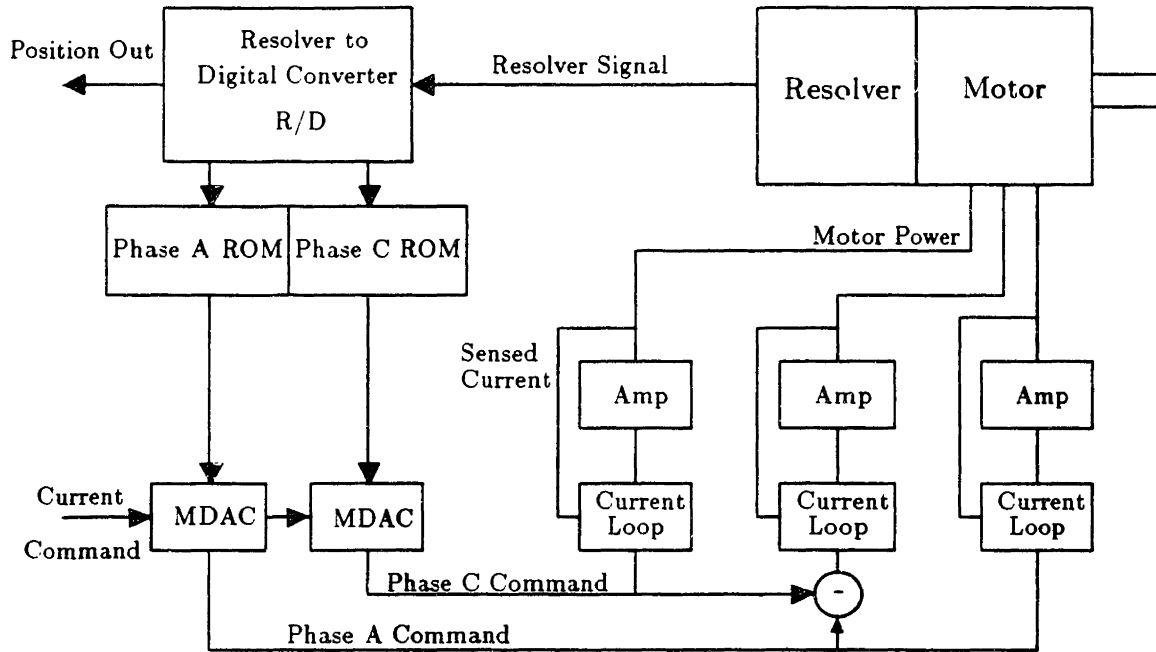 Position Out
Resolver to
Digital Converter
R/D
Resolver Signal
Resolver
Motor
Phase A ROM
Phase C ROM
Motor Power
Sensed
Current
Amp
Amp
Amp
Current
Command
MDAC
MDAC
Current
Loop
Current
Loop
Current
Loop
Phase C Command
-
Phase A Command